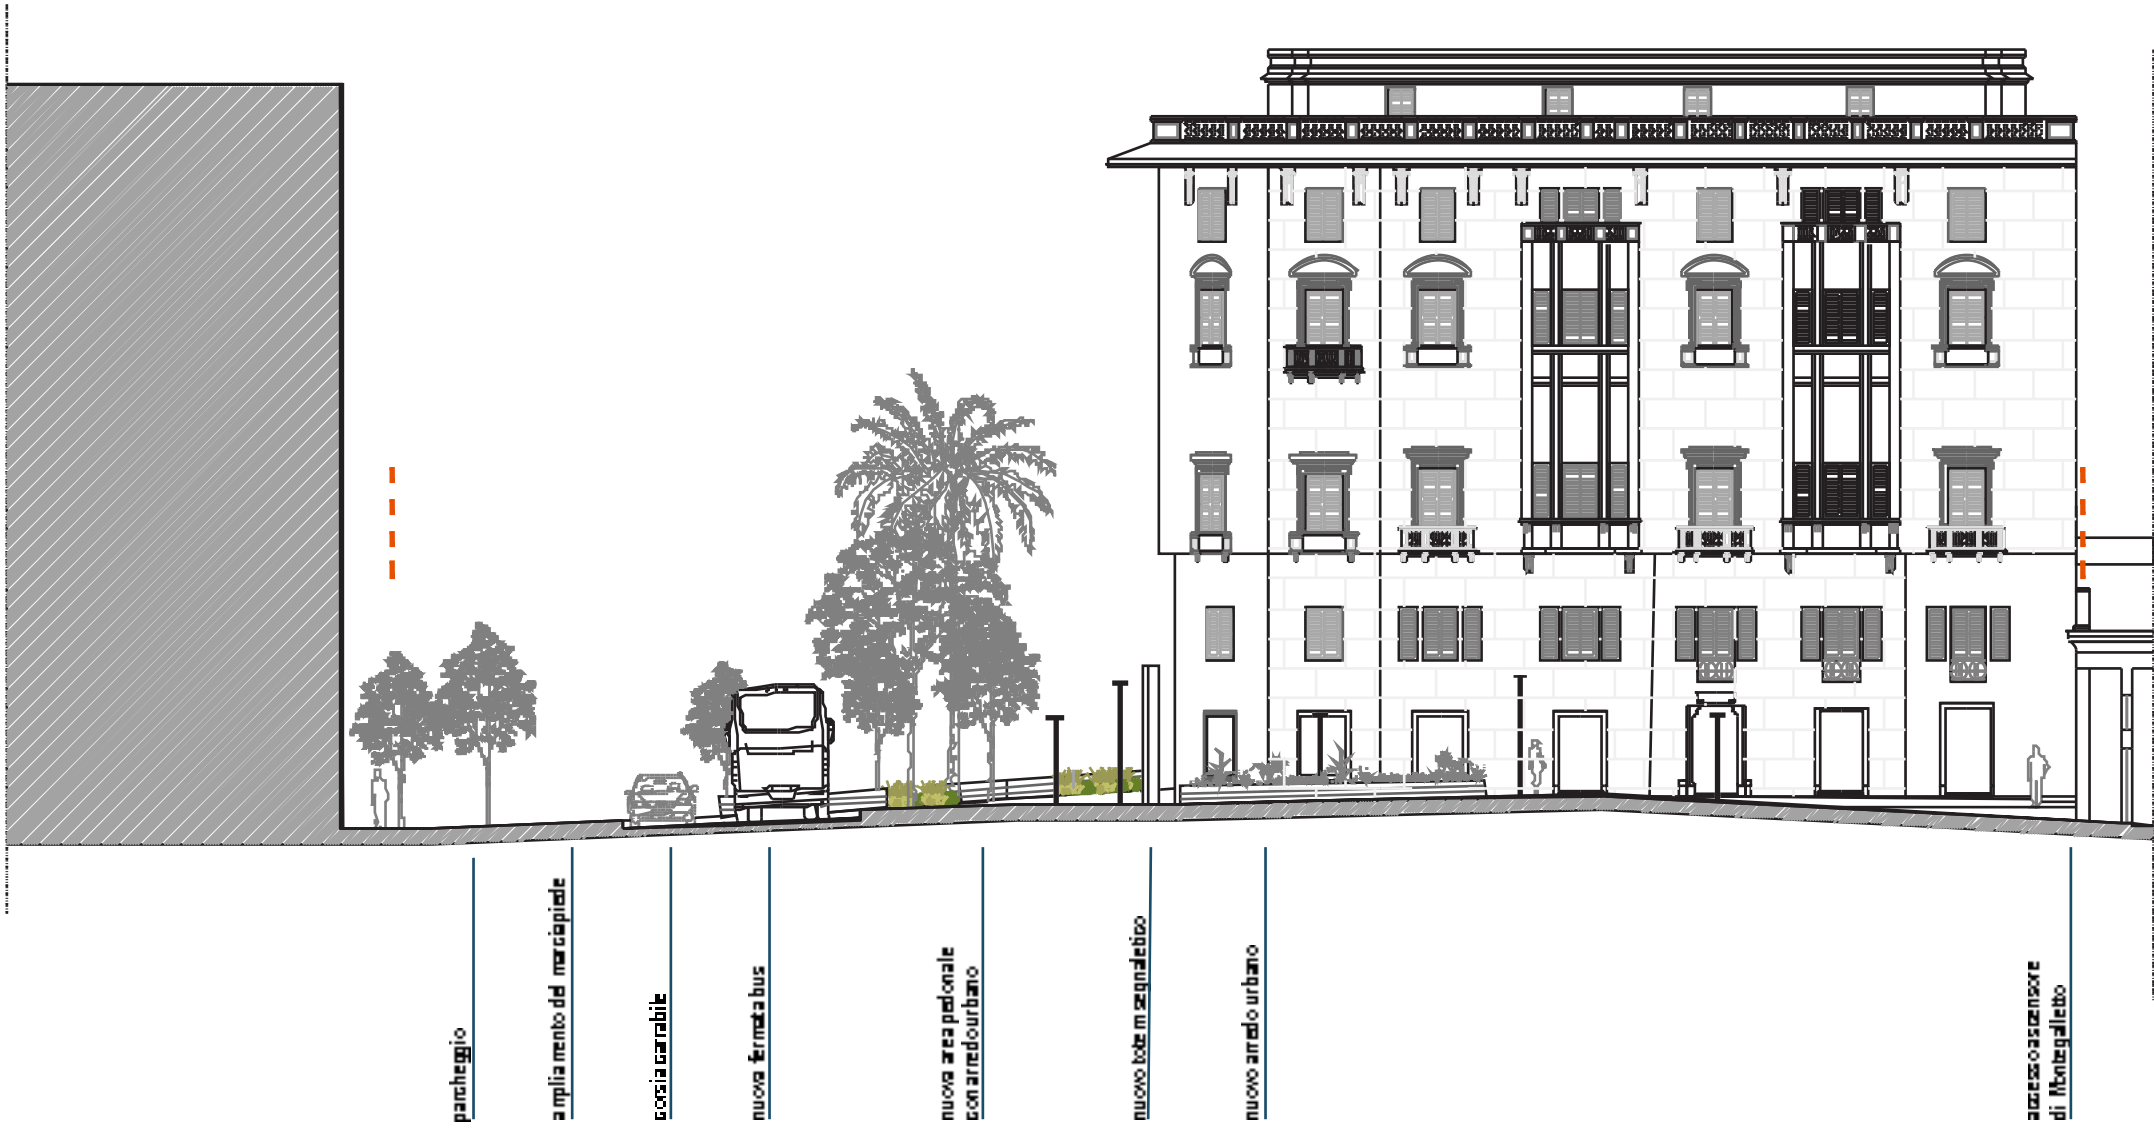 parcheggio
ampliamento del marciapiede
corsia carrabile
nuova fermata bus
nuova area pedonale
con arredo urbano
nuovo totem segnaletico
nuovo arredo urbano
accesso ascensore
di Montegalletto